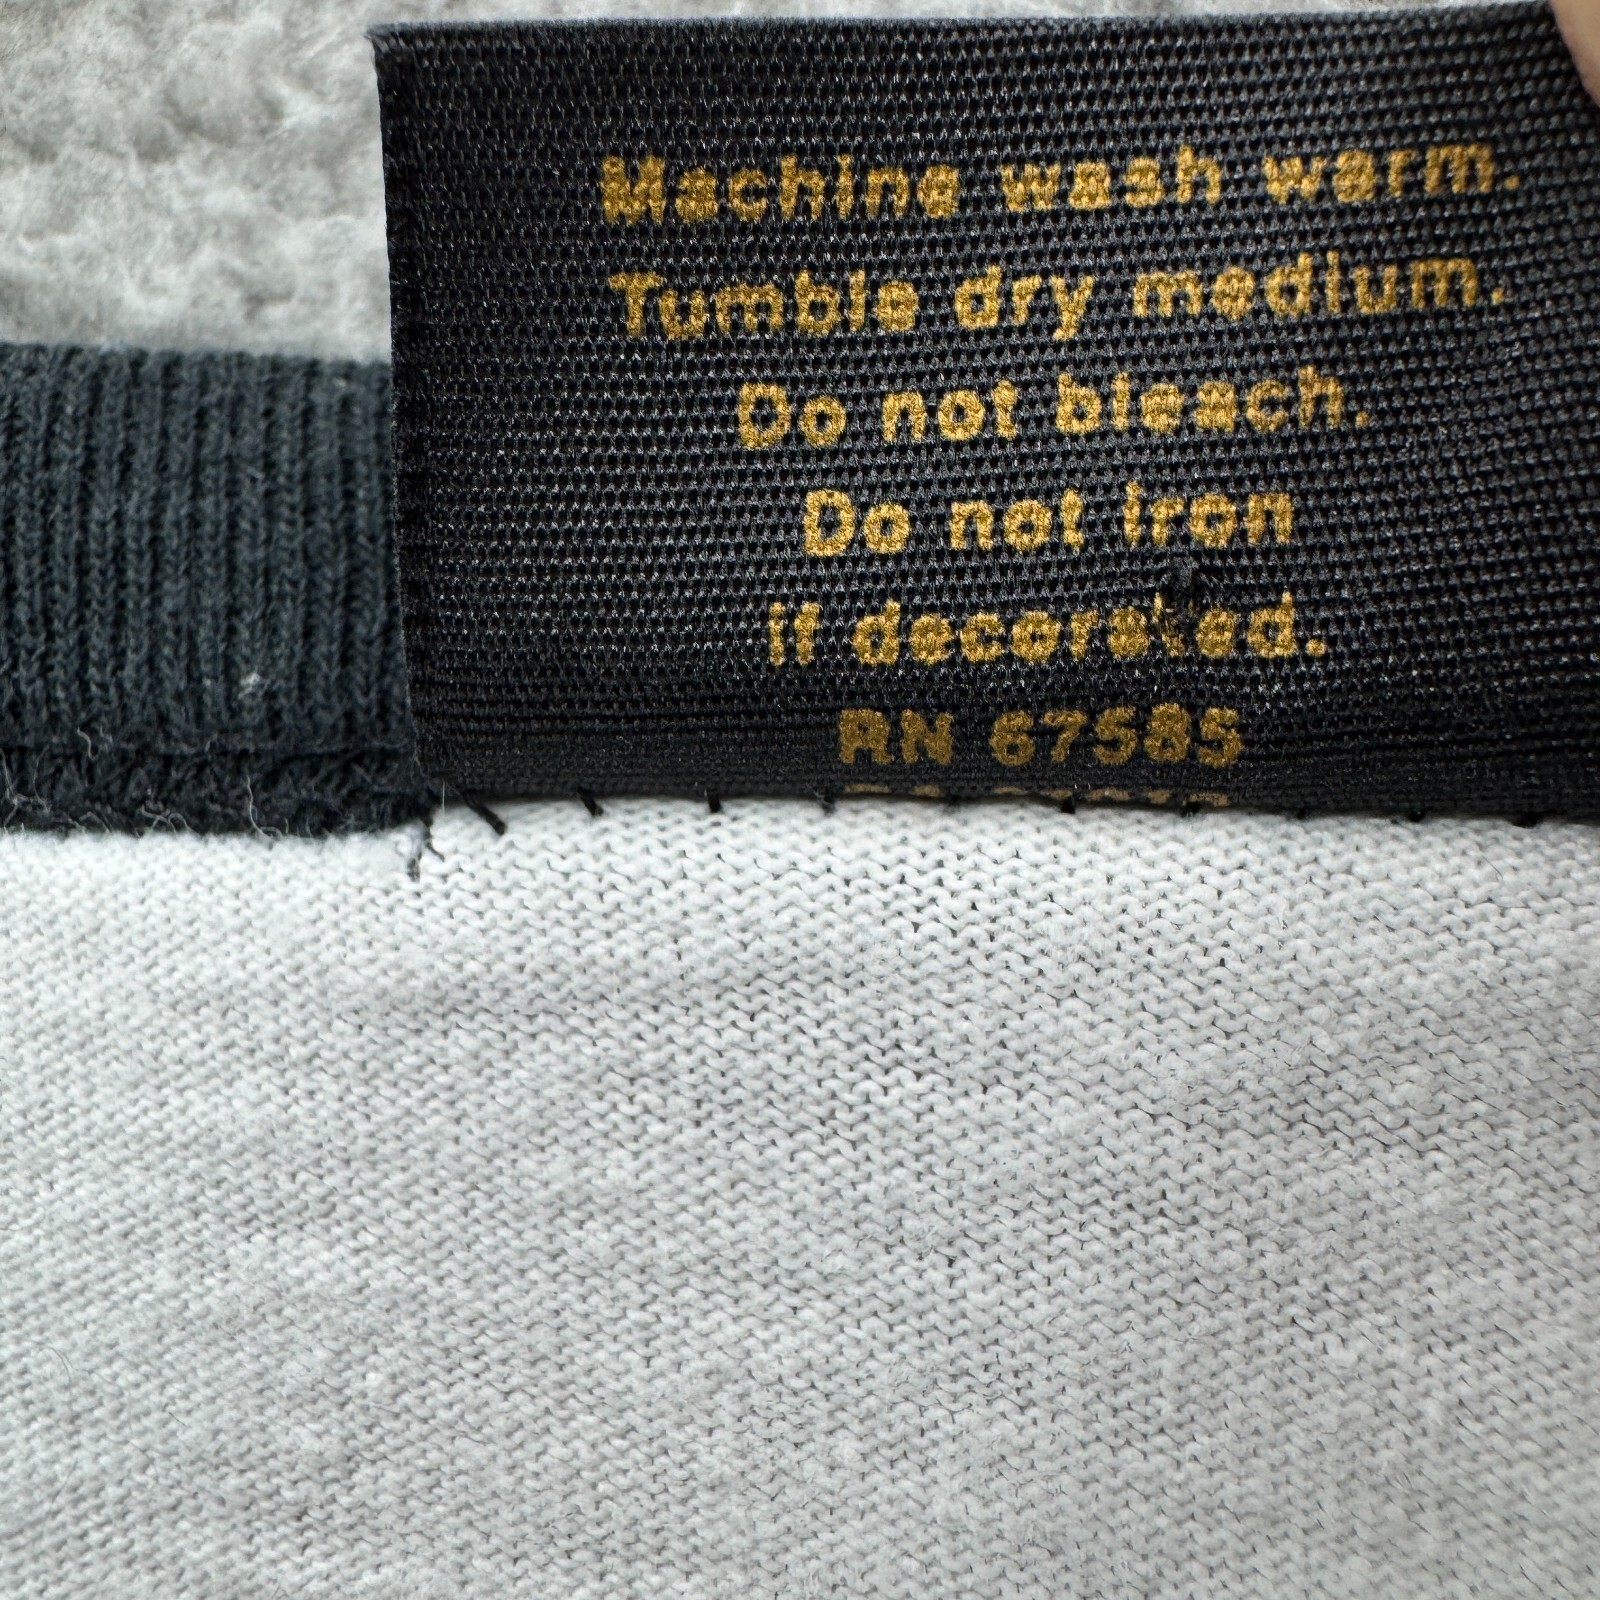 Machine wash warm.
Tumble dry medium.
Do not bleach.
Do not iron
if decorated.
RN 67585